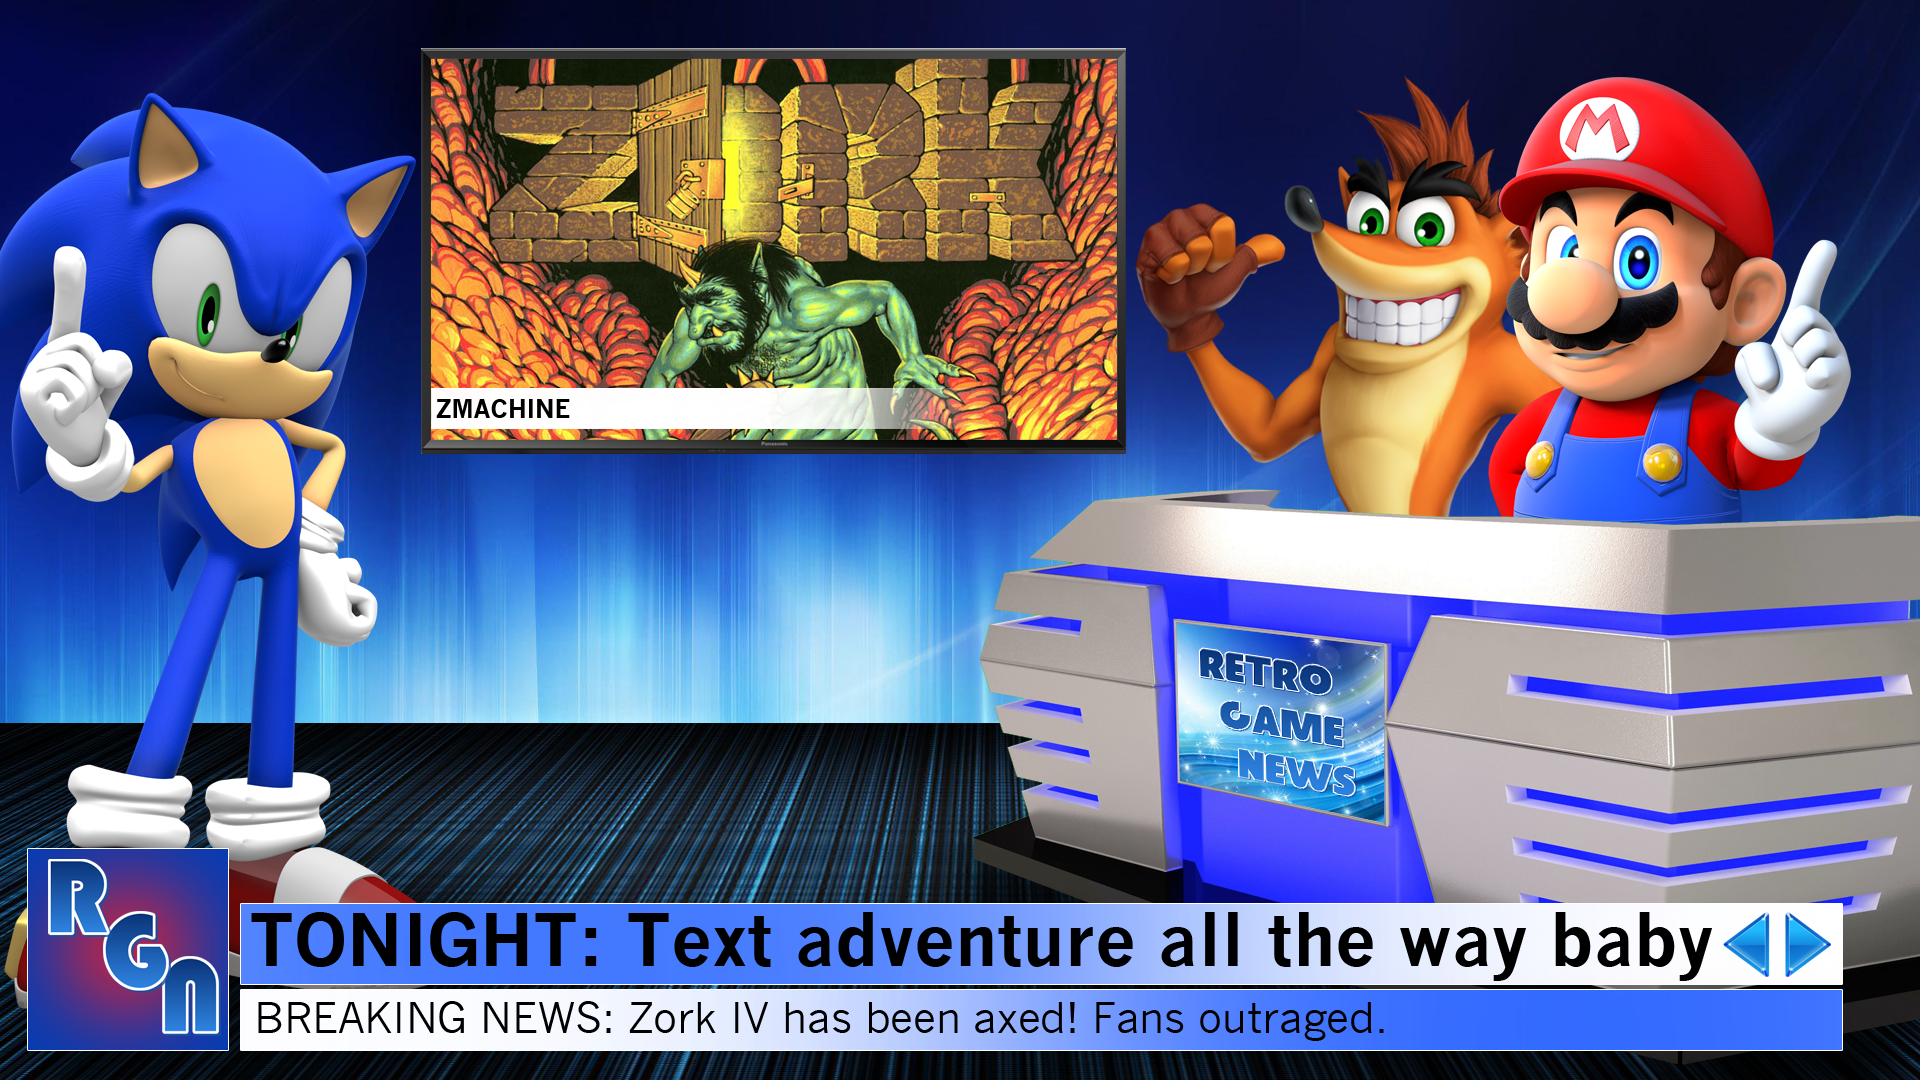 ZORK
ZMACHINE
Panasonic
M
RETRO
GAME
NEWS
RGN
TONIGHT: Text adventure all the way baby
BREAKING NEWS: Zork IV has been axed! Fans outraged.